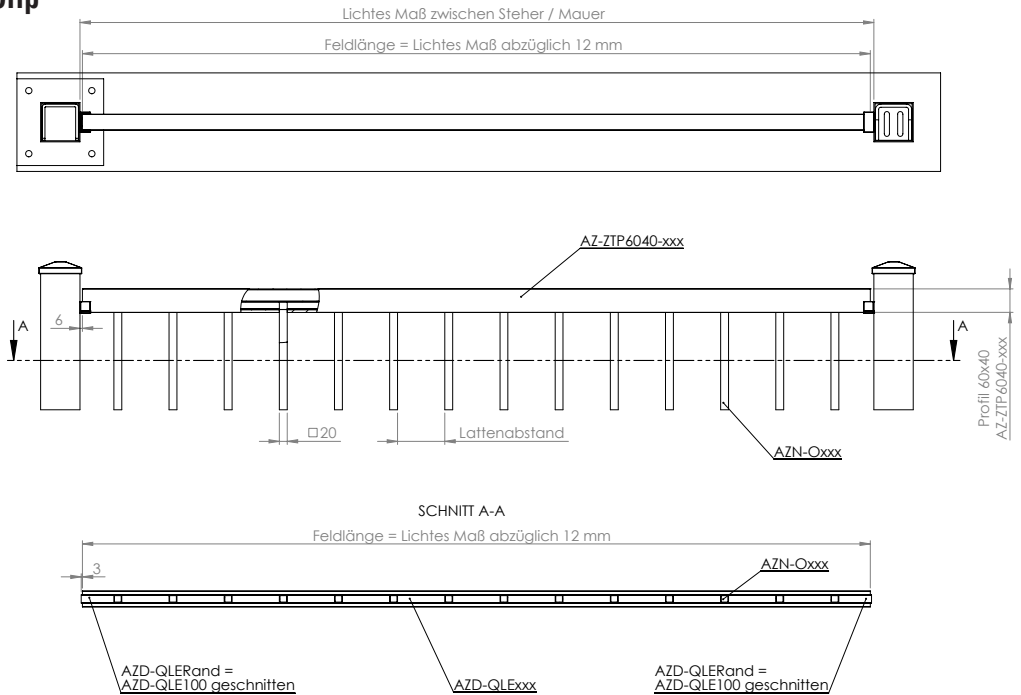 Lichtes Maß zwischen Steher / Mauer
Feldlänge = Lichtes Maß abzüglich 12 mm
AZ-ZTP6040-xxx
6
A
A
Profil 60x40
AZ-ZTP6040-xxx
□20
Lattenabstand
AZN-Oxxx
SCHNITT A-A
Feldlänge = Lichtes Maß abzüglich 12 mm
3
AZN-Oxxx
AZD-QLERand =
AZD-QLE100 geschnitten
AZD-QLExxx
AZD-QLERand =
AZD-QLE100 geschnitten